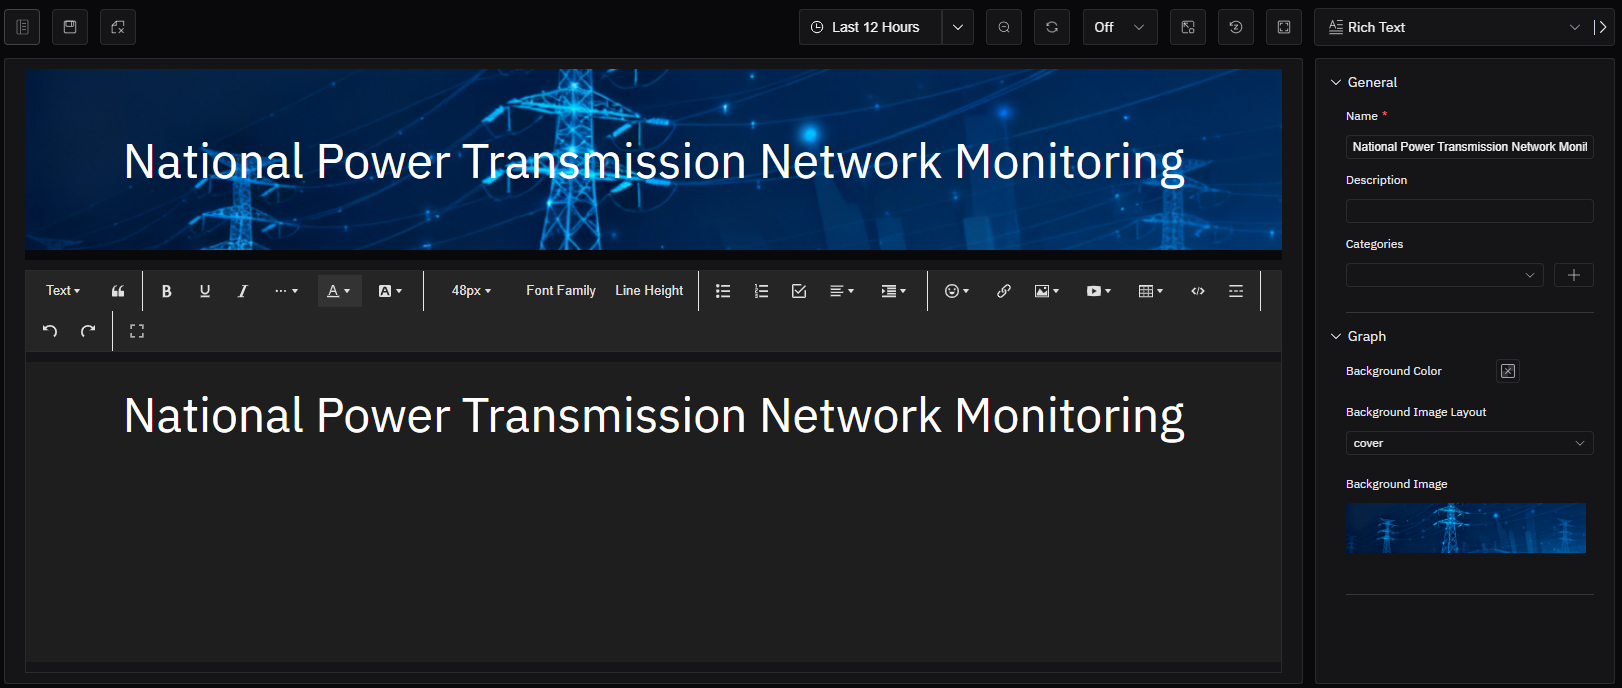 Last 12 Hours
Off
Rich Text
National Power Transmission Network Monitoring
Text
B U I A A
48px
Font Family
Line Height
National Power Transmission Network Monitoring
General
Name *
National Power Transmission Network Monit
Description
Categories
Graph
Background Color
Background Image Layout
cover
Background Image